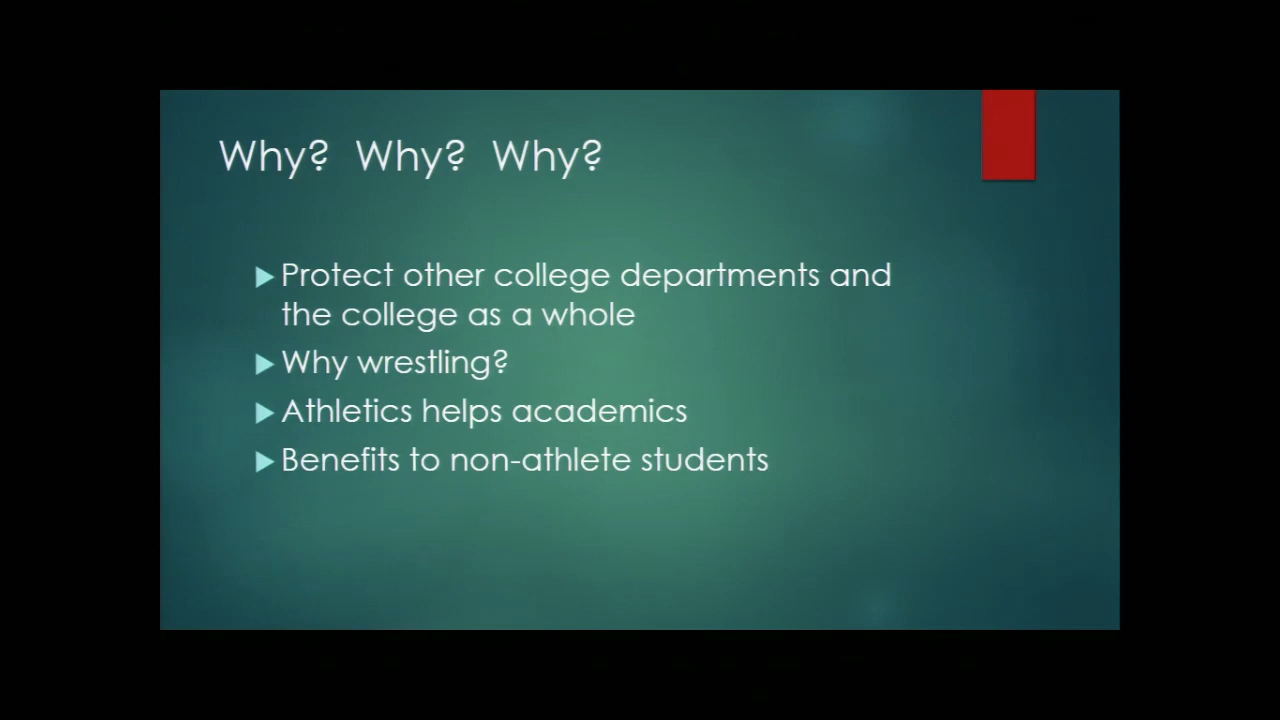 Why?  Why?  Why?
Protect other college departments and
the college as a whole
Why wrestling?
Athletics helps academics
Benefits to non-athlete students